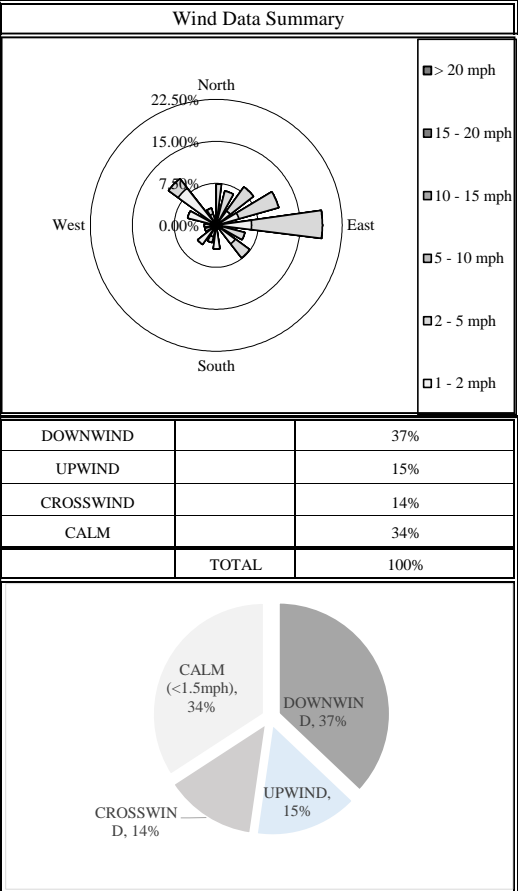 Wind Data Summary
North
22.50%
15.00%
7.50%
0.00%
West
East
South
> 20 mph
15 - 20 mph
10 - 15 mph
5 - 10 mph
2 - 5 mph
1 - 2 mph
DOWNWIND 37%
UPWIND 15%
CROSSWIND 14%
CALM 34%
TOTAL 100%
CALM
(<1.5mph),
34%
DOWNWIN
D, 37%
UPWIND,
15%
CROSSWIN
D, 14%